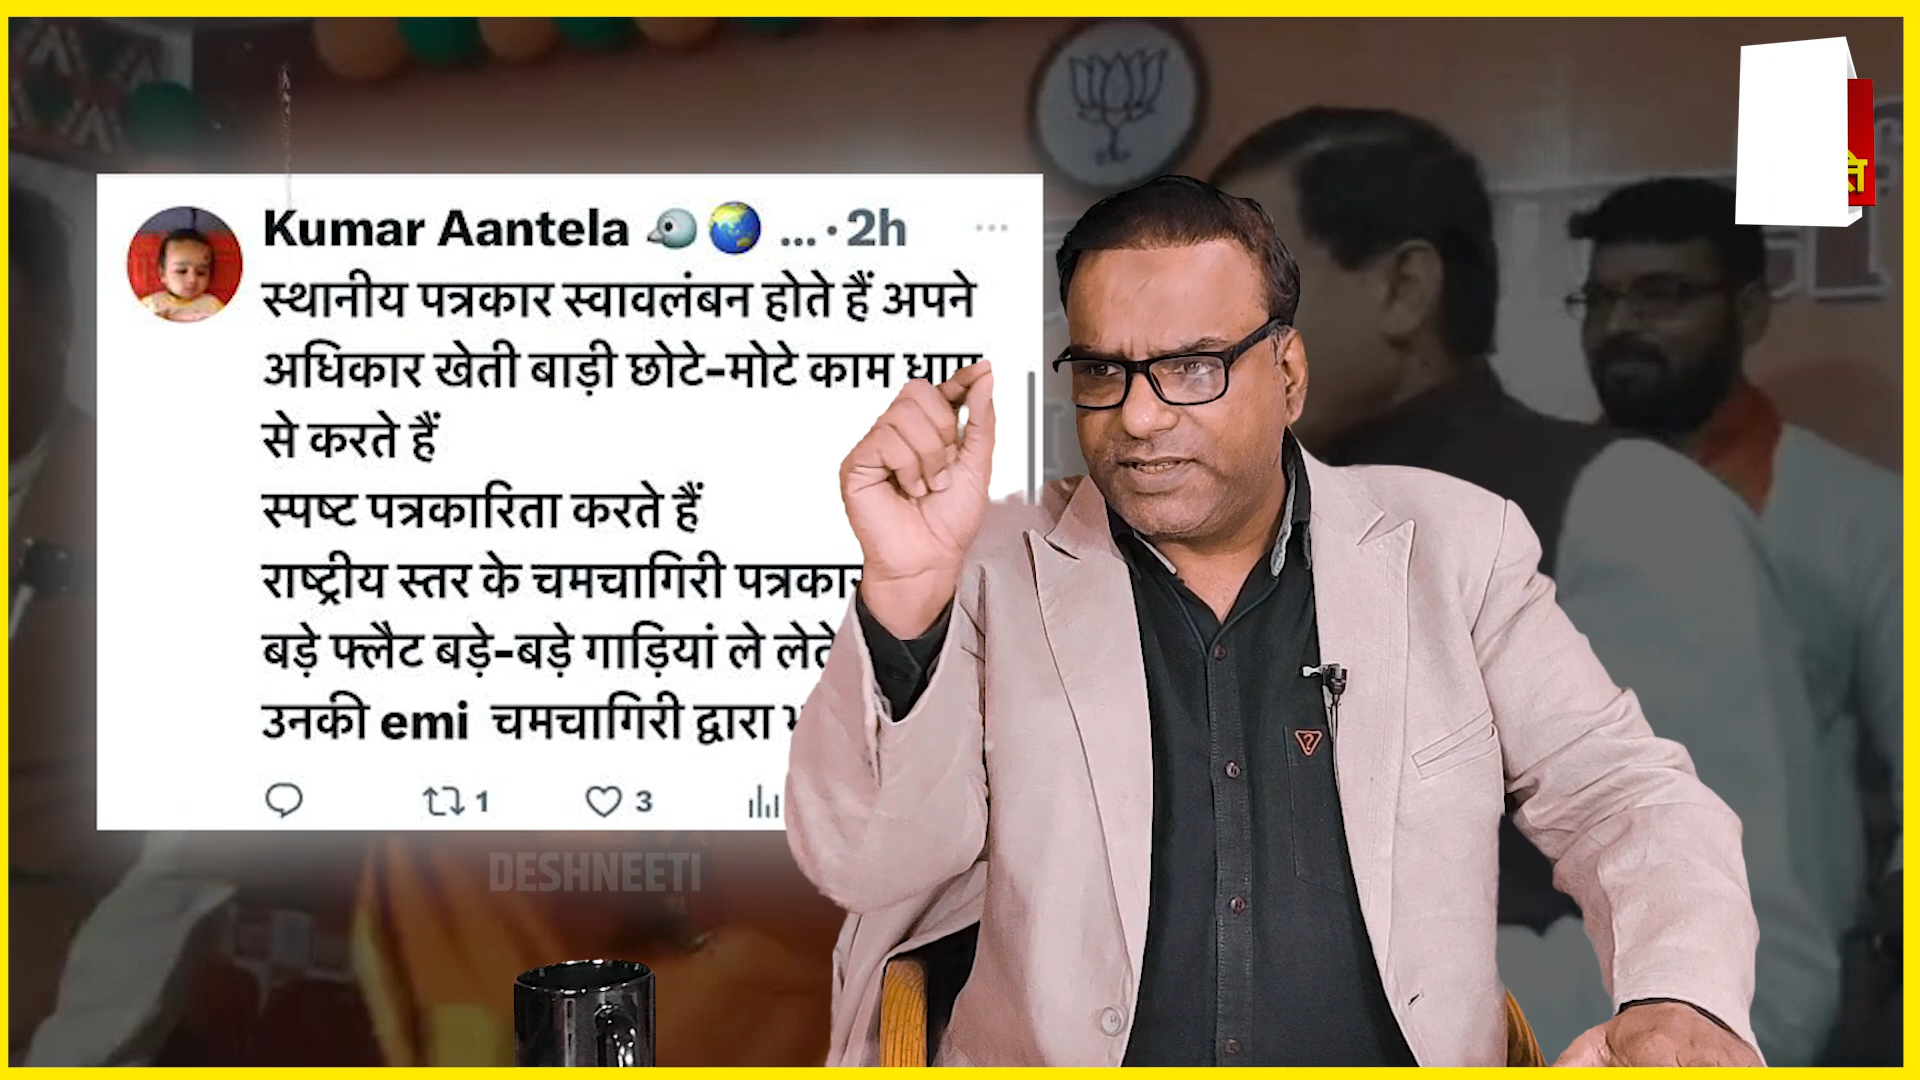 Kumar Aantela ... · 2h
स्थानीय पत्रकार स्वावलंबन होते हैं अपने
अधिकार खेती बाड़ी छोटे-मोटे काम धाम
से करते हैं
स्पष्ट पत्रकारिता करते हैं
राष्ट्रीय स्तर के चमचागिरी
बड़े फ्लैट बड़े-बड़े गाड़ियां ले लेते
उनकी emi चमचागिरी द्वारा
1 3
DESHNEETI
?